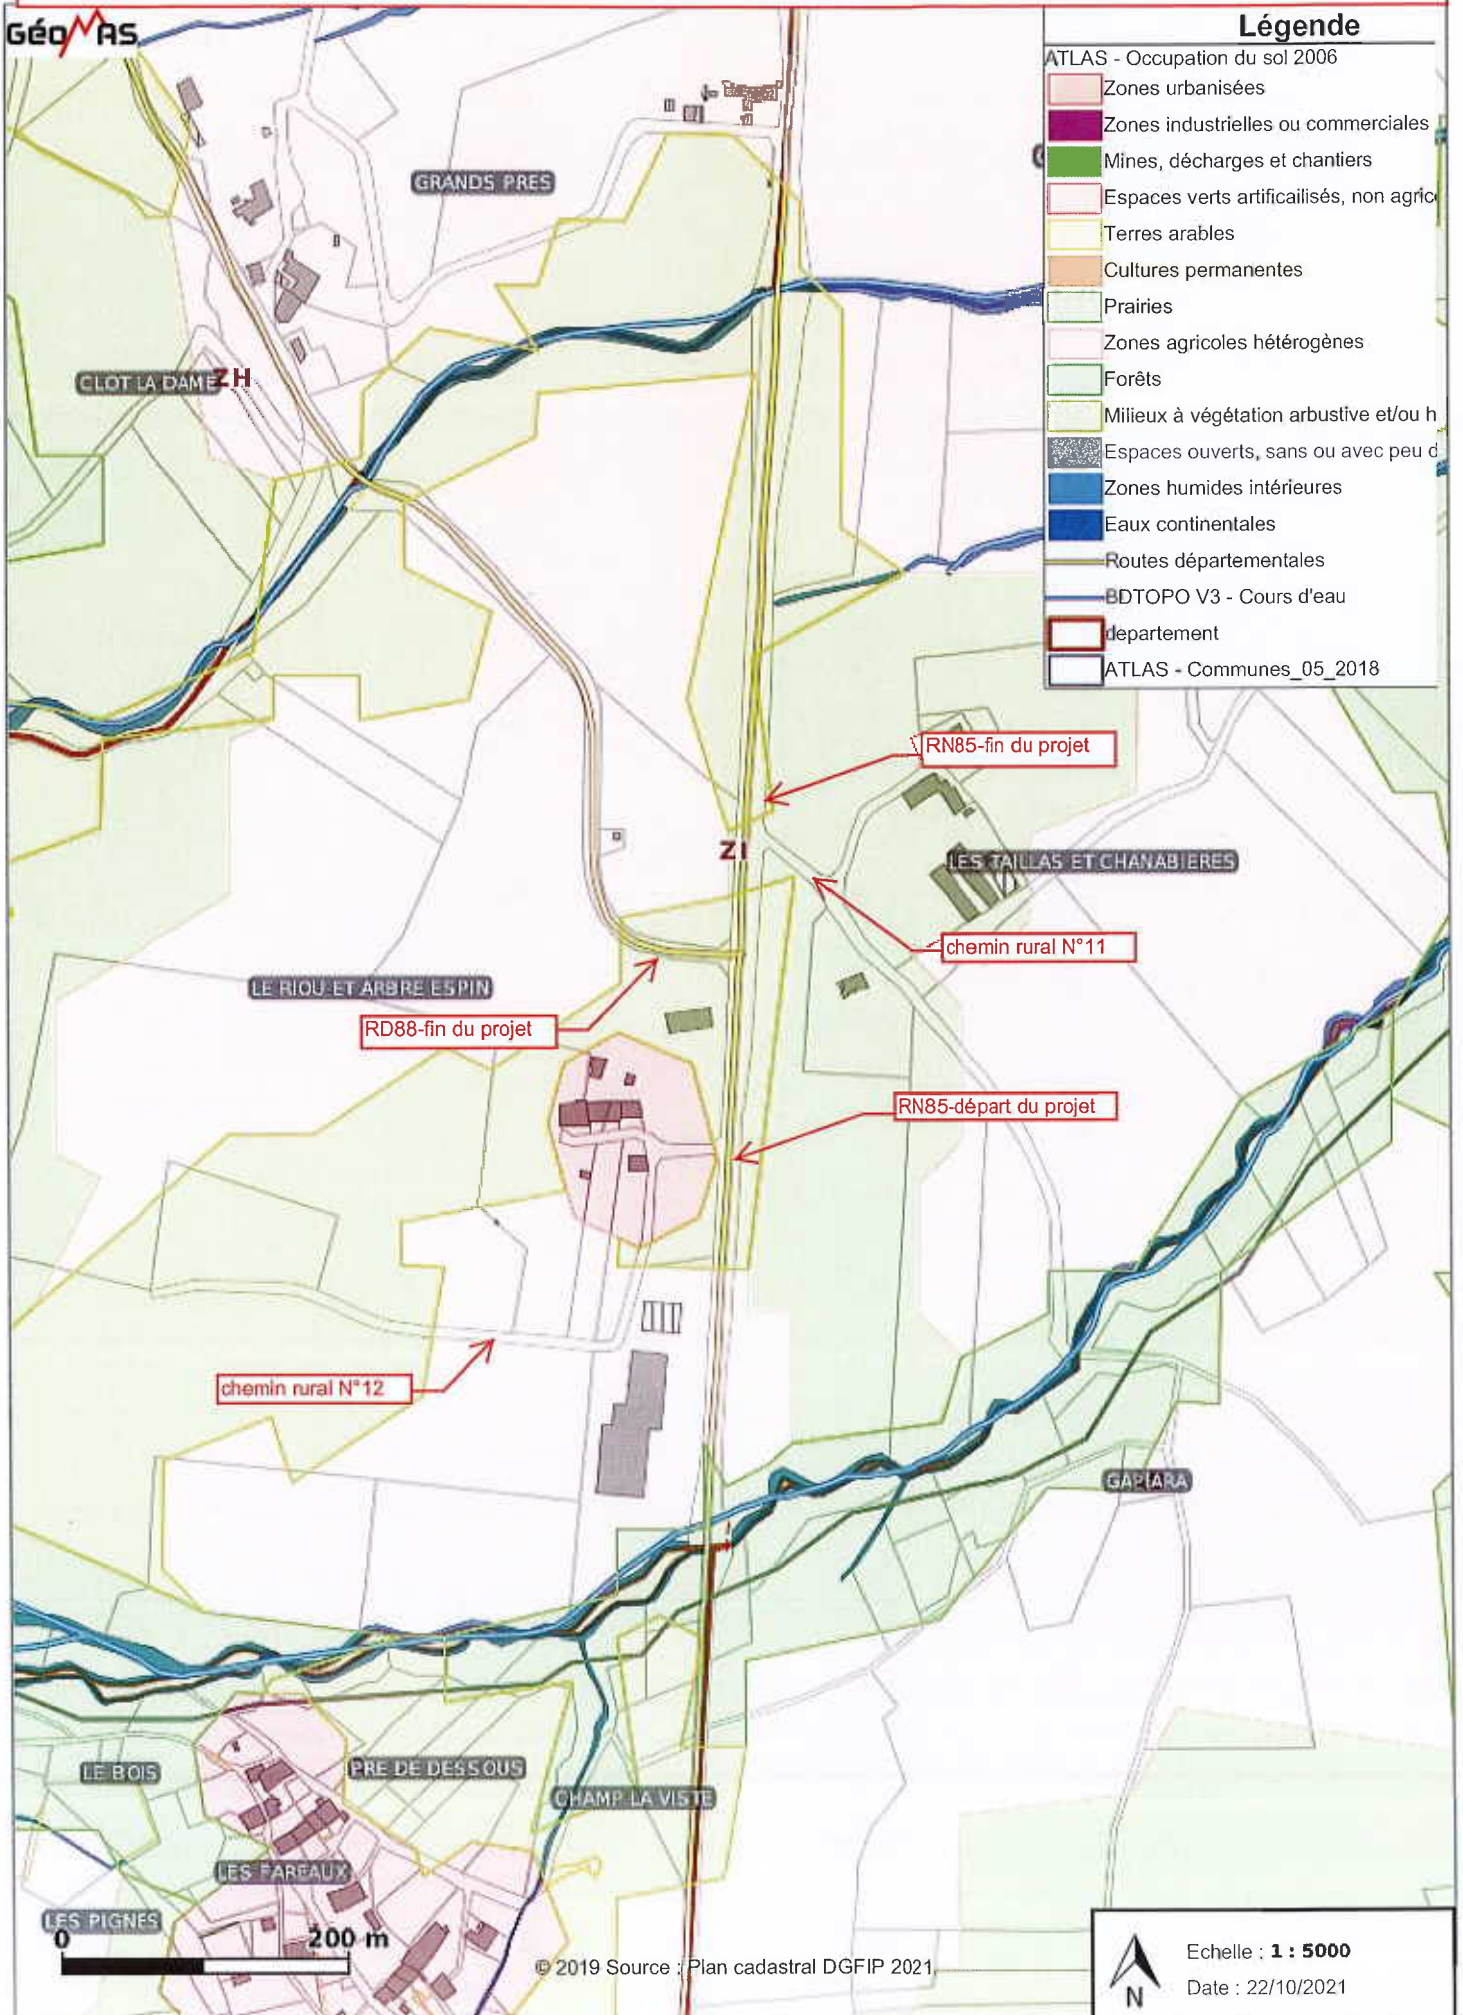 GéoMAS
Légende
ATLAS - Occupation du sol 2006
Zones urbanisées
Zones industrielles ou commerciales
Mines, décharges et chantiers
Espaces verts artificailisés, non agric
Terres arables
Cultures permanentes
Prairies
Zones agricoles hétérogènes
Forêts
Milieux à végétation arbustive et/ou h
Espaces ouverts, sans ou avec peu d
Zones humides intérieures
Eaux continentales
Routes départementales
BDTOPO V3 - Cours d'eau
departement
ATLAS - Communes_05_2018
GRANDS PRES
CLOT LA DAME
ZH
RN85-fin du projet
ZI
LES TAILLAS ET CHANABIERES
chemin rural N°11
LE RIOU ET ARBRE ESPIN
RD88-fin du projet
RN85-départ du projet
chemin rural N°12
GAPIARA
LE BOIS
PRE DE DESSOUS
CHAMP LA VISTE
LES FAREAUX
LES PIGNES
0
200 m
© 2019 Source : Plan cadastral DGFIP 2021
N
Echelle : 1 : 5000
Date : 22/10/2021